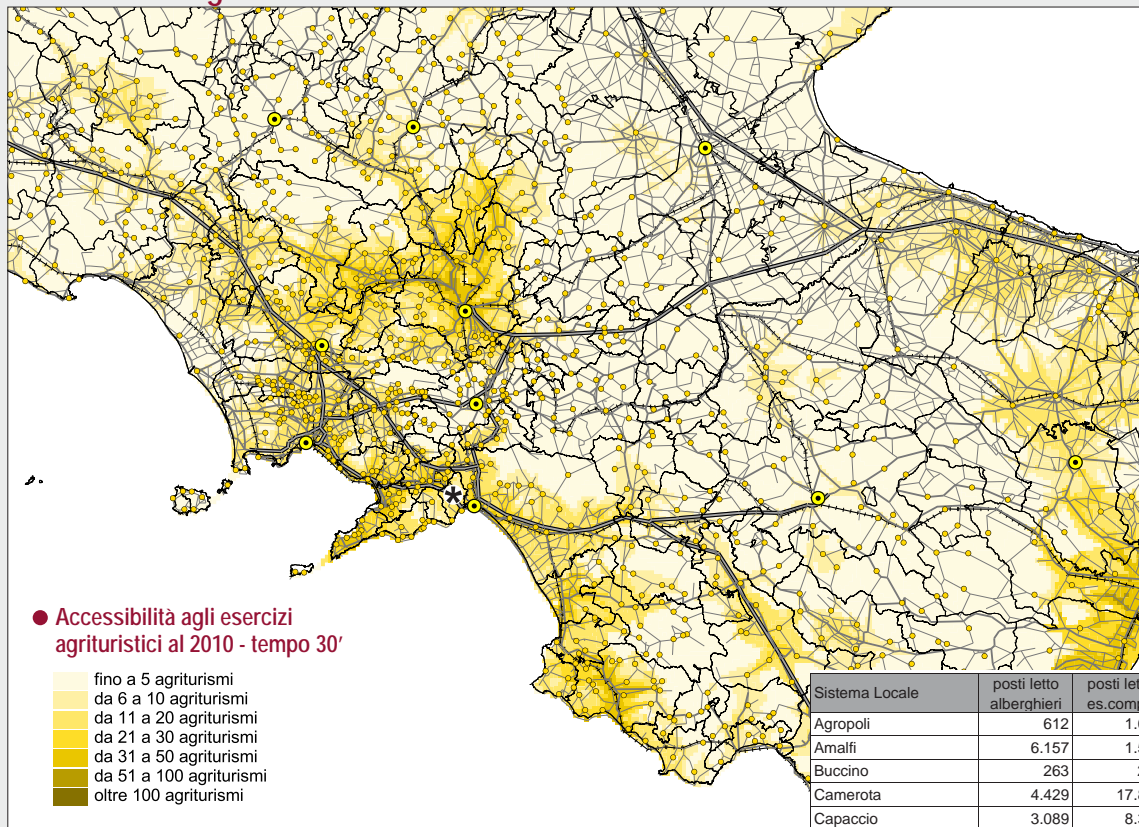 ● Accessibilità agli esercizi
agrituristici al 2010 - tempo 30'
fino a 5 agriturismi
da 6 a 10 agriturismi
da 11 a 20 agriturismi
da 21 a 30 agriturismi
da 31 a 50 agriturismi
da 51 a 100 agriturismi
oltre 100 agriturismi
*
Sistema Locale posti letto alberghieri posti
Agropoli 612
Amalfi 6.157
Buccino 263
Camerota 4.429
Capaccio 3.089